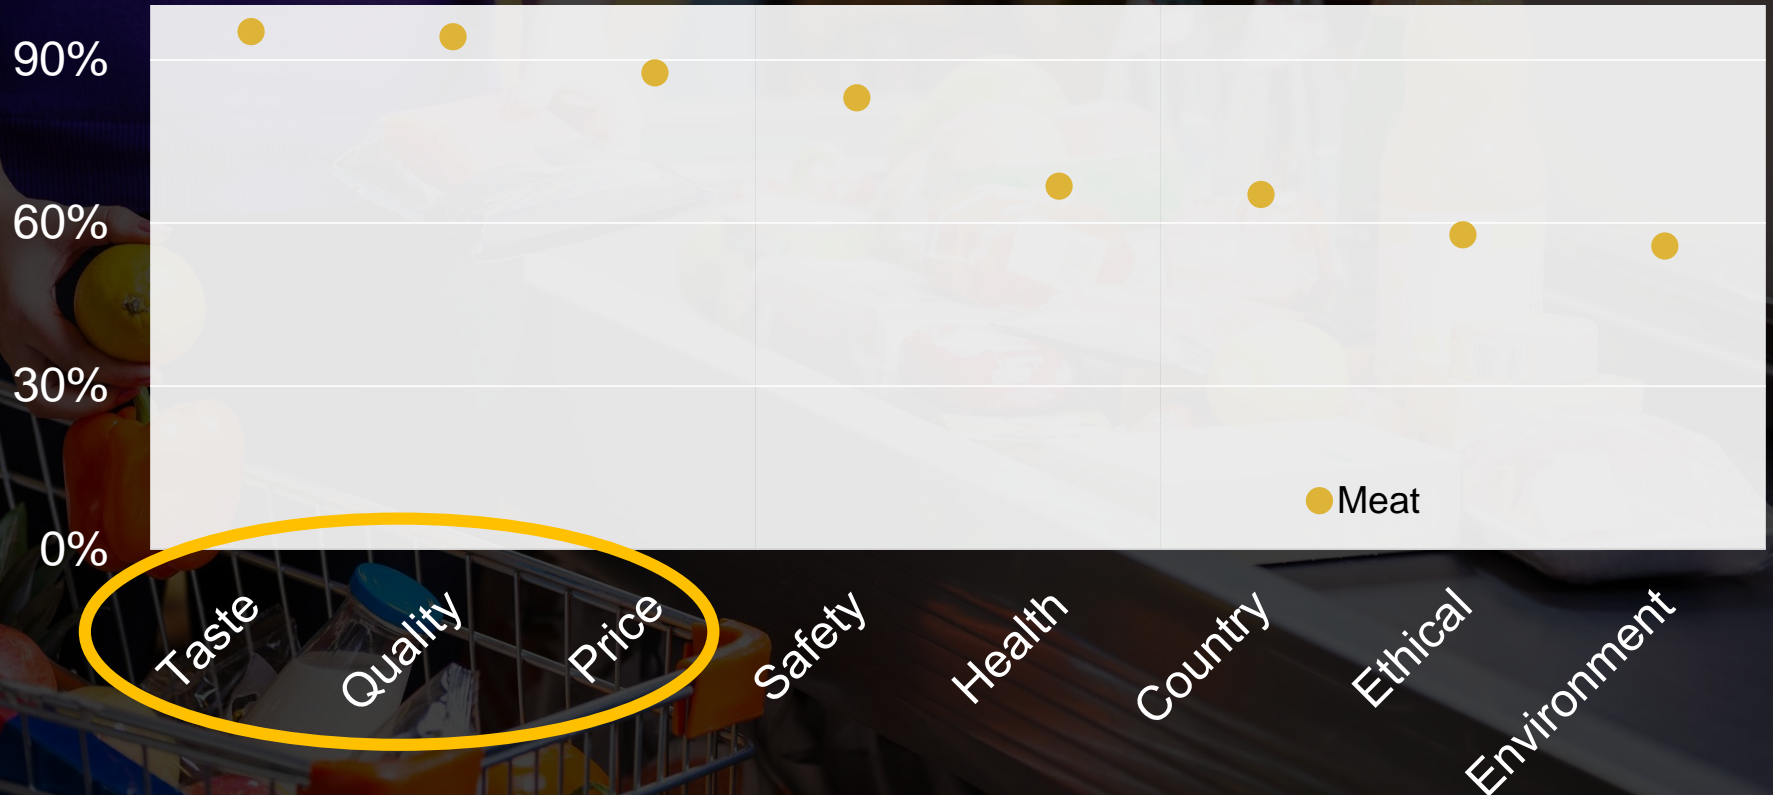 90%
60%
30%
0%
Meat
Taste
Quality
Price
Safety
Health
Country
Ethical
Environment